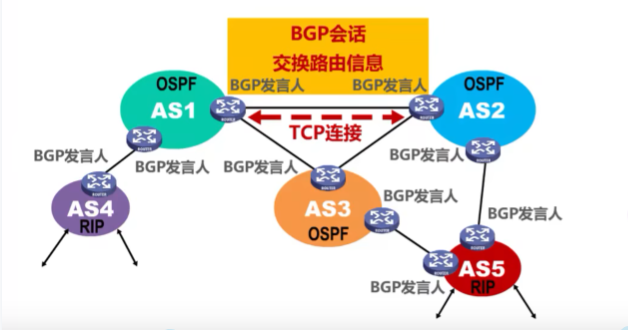 BGP会话
交换路由信息
OSPF
BGP发言人
BGP发言人
OSPF
AS1
AS2
TCP连接
BGP发言人
BGP发言人
BGP发言人
BGP发言人
AS4
RIP
BGP发言人
AS3
OSPF
BGP发言人
AS5
BGP发言人
RIP